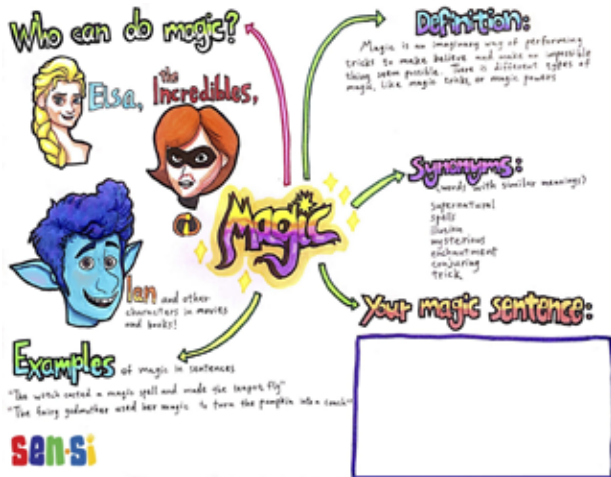 Who can do magic?
Elsa,
the
Incredibles,
Ian and other
characters in movies
and books!
Definition:
Magic is an imaginary way of performing
tricks to make believe and make an impossible
thing seem possible. There is different types of
magic, like magic tricks, or magic powers
Magic
Synonyms:
(words with similar meanings)
supernatural
spells
illusion
mysterious
enchantment
conjuring
trick
Your magic sentence:
Examples of magic in sentences
"The witch casted a magic spell and made the teapot fly"
"The fairy godmother used her magic to turn the pumpkin into a coach"
sen·si